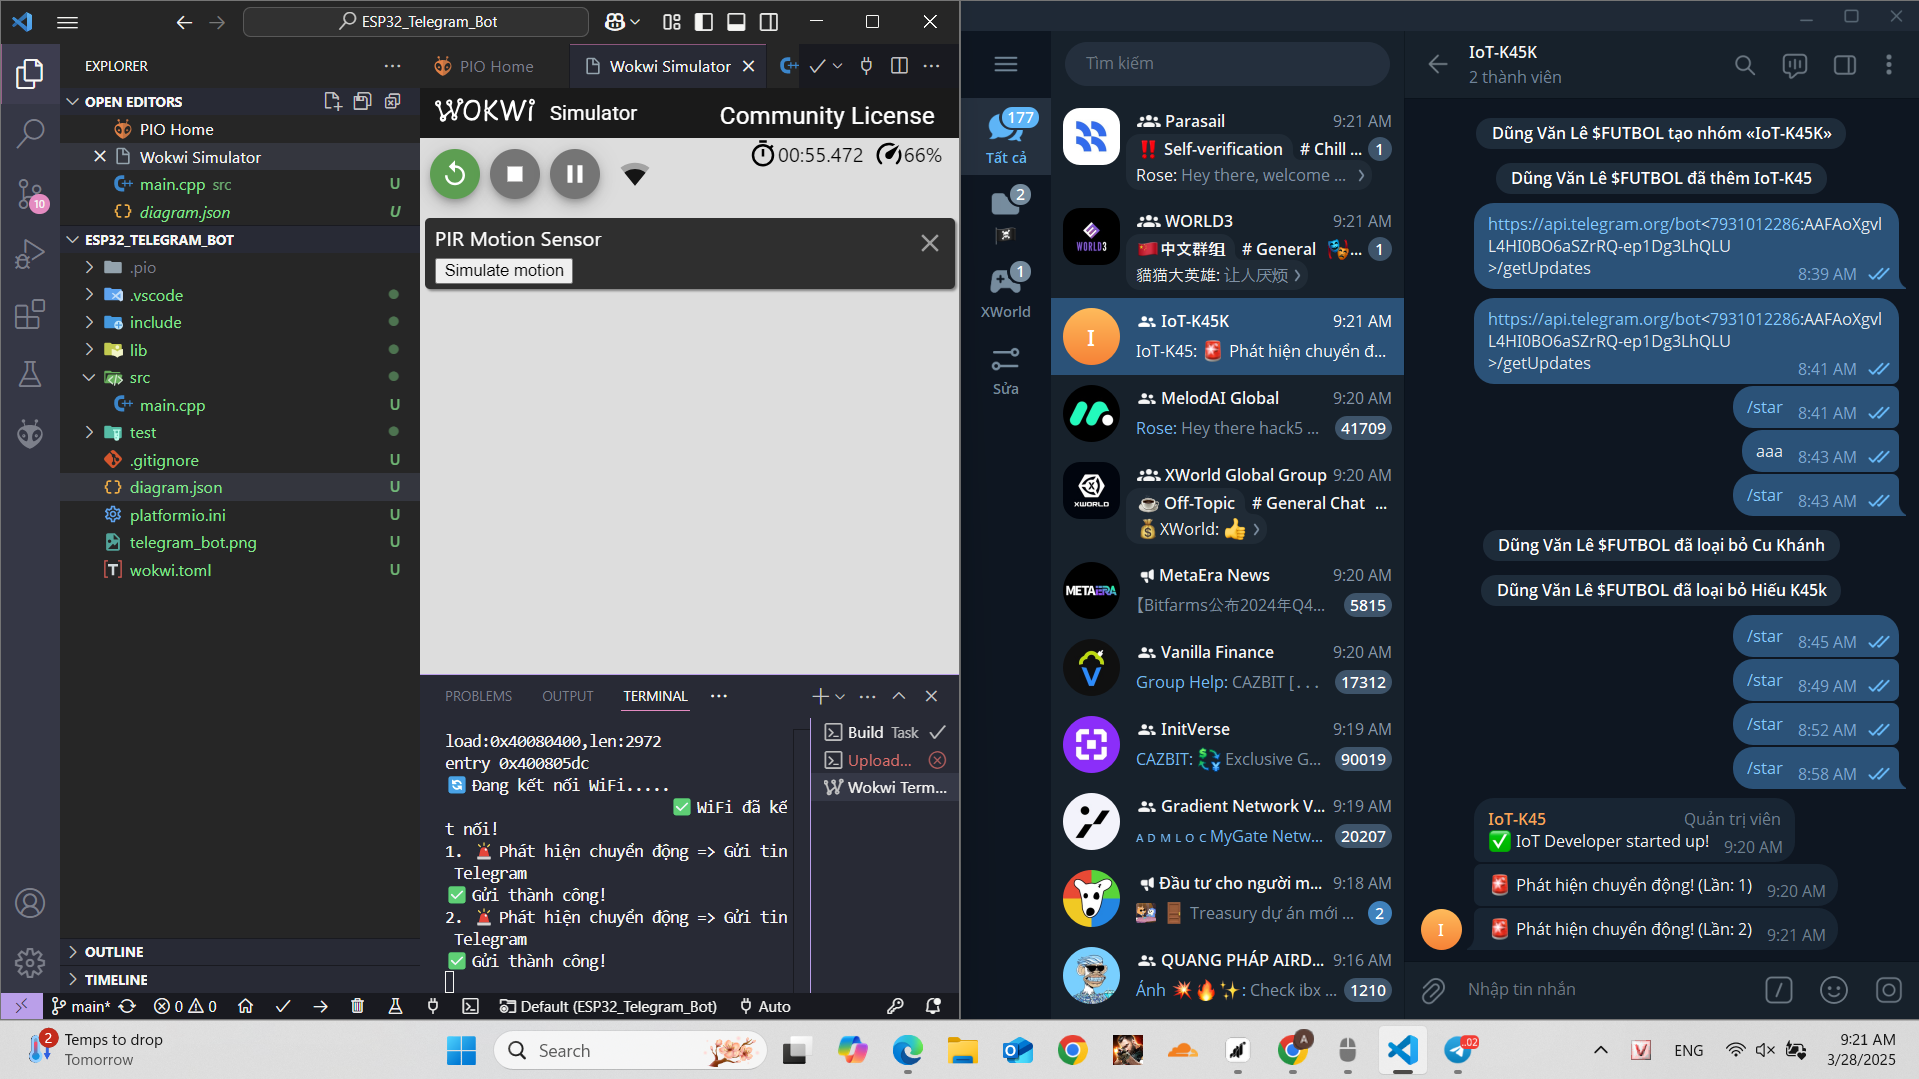 ESP32_Telegram_Bot
EXPLORER
OPEN EDITORS
PIO Home
Wokwi Simulator
main.cpp src U
diagram.json U
ESP32_TELEGRAM_BOT
.pio
.vscode
include
lib
src
main.cpp U
test
.gitignore U
diagram.json U
platformio.ini U
telegram_bot.png U
wokwi.toml U
OUTLINE
TIMELINE
10
PIO Home
Wokwi Simulator
WOKWI Simulator
Community License
00:55.472 66%
PIR Motion Sensor
Simulate motion
PROBLEMS OUTPUT TERMINAL
load:0x40080400,len:2972
entry 0x400805dc
🔄 Đang kết nối WiFi.....
✅ WiFi đã kế
t nối!
1. 🚨 Phát hiện chuyển động => Gửi tin
Telegram
✅ Gửi thành công!
2. 🚨 Phát hiện chuyển động => Gửi tin
Telegram
✅ Gửi thành công!
Build Task
Upload...
Wokwi Term...
main* 0 0 Default (ESP32_Telegram_Bot) Auto
177
Tất cả
2
1
XWorld
Sửa
Tìm kiếm
Parasail 9:21 AM
‼️ Self-verification # Chill ... 1
Rose: Hey there, welcome ...
WORLD3 9:21 AM
🇨🇳中文群组 # General 🎭... 1
貓猫大英雄: 让人厌烦
IoT-K45K 9:21 AM
IoT-K45: 🚨 Phát hiện chuyển đ...
MelodAI Global 9:20 AM
Rose: Hey there hack5 ... 41709
XWorld Global Group 9:20 AM
☕ Off-Topic # General Chat ...
💰XWorld: 👍
XWORLD
MetaEra News 9:20 AM
【Bitfarms公布2024年Q4... 5815
METAERA
Vanilla Finance 9:20 AM
Group Help: CAZBIT [ . . . 17312
InitVerse 9:19 AM
CAZBIT: 💱 Exclusive G... 90019
Gradient Network V... 9:19 AM
ᴀ ᴅ ᴍ ʟ ᴏ ᴄ MyGate Netw... 20207
Đầu tư cho người m... 9:18 AM
Treasury dự án mới ... 2
QUANG PHÁP AIRD... 9:16 AM
Ánh 💥🔥✨: Check ibx ... 1210
IoT-K45K
2 thành viên
Dũng Văn Lê $FUTBOL tạo nhóm «IoT-K45K»
Dũng Văn Lê $FUTBOL đã thêm IoT-K45
https://api.telegram.org/bot<7931012286:AAFAoXgvl
L4HI0BO6aSZrRQ-ep1Dg3LhQLU
>/getUpdates 8:39 AM
https://api.telegram.org/bot<7931012286:AAFAoXgvl
L4HI0BO6aSZrRQ-ep1Dg3LhQLU
>/getUpdates 8:41 AM
/star 8:41 AM
aaa 8:43 AM
/star 8:43 AM
Dũng Văn Lê $FUTBOL đã loại bỏ Cu Khánh
Dũng Văn Lê $FUTBOL đã loại bỏ Hiếu K45k
/star 8:45 AM
/star 8:49 AM
/star 8:52 AM
/star 8:58 AM
IoT-K45 Quản trị viên
✅ IoT Developer started up! 9:20 AM
🚨 Phát hiện chuyển động! (Lần: 1) 9:20 AM
I
🚨 Phát hiện chuyển động! (Lần: 2) 9:21 AM
Nhập tin nhắn
2
Temps to drop
Tomorrow
Search
ENG
9:21 AM
3/28/2025